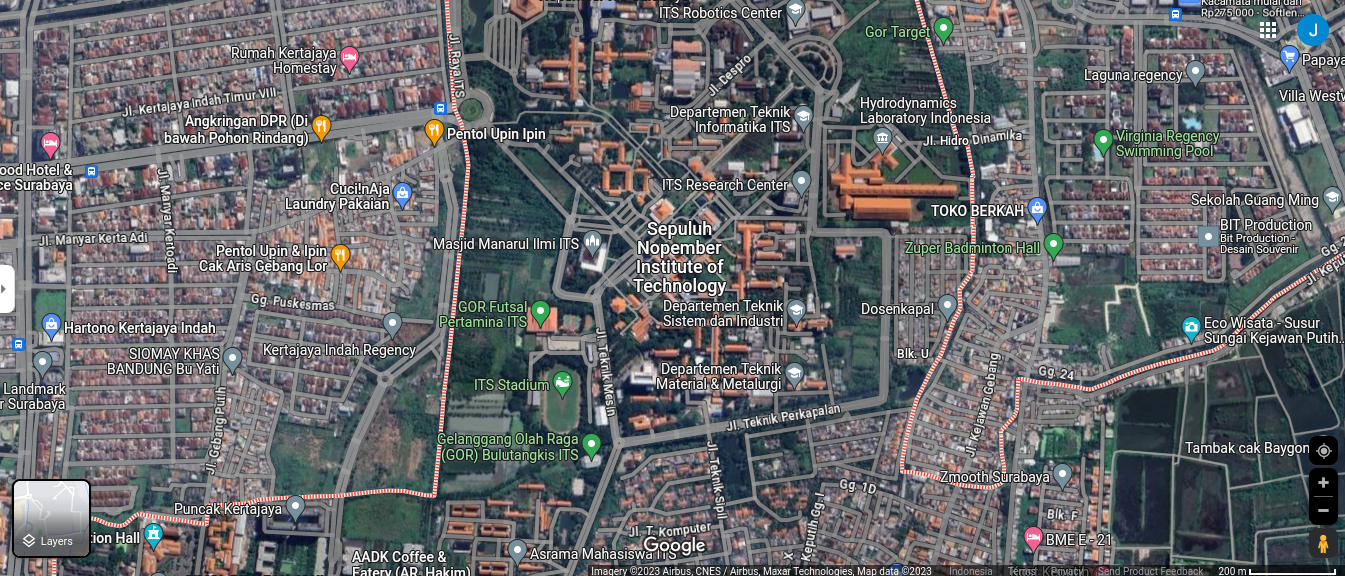 Kacamata mulai dari
Rp275.000 - Softlen...
ITS Robotics Center
Gor Target
J
Rumah Kertajaya
Homestay
Jl. Raya ITS
Jl. Cespro
Laguna regency
Papaya
Jl. Kertajaya Indah Timur VIII
Villa Westw
Hydrodynamics
Laboratory Indonesia
Departemen Teknik
Informatika ITS
Angkringan DPR (Di
bawah Pohon Rindang)
Pentol Upin Ipin
Jl. Hidro Dinamika
Virginia Regency
Swimming Pool
ood Hotel &
ce Surabaya
Jl. Manyar Kertoadi
Cuci!nAja
Laundry Pakaian
ITS Research Center
TOKO BERKAH
Sekolah Guang Ming
BIT Production
Bit Production -
Desain Souvenir
Jl. Manyar Kerta Adi
Pentol Upin & Ipin
Cak Aris Gebang Lor
Masjid Manarul Ilmi ITS
Sepuluh
Nopember
Institute of
Technology
Zuper Badminton Hall
Gg. Puskesmas
GOR Futsal
Pertamina ITS
Departemen Teknik
Sistem dan Industri
Dosenkapal
Hartono Kertajaya Indah
Eco Wisata - Susur
Sungai Kejawan Putih...
Kertajaya Indah Regency
SIOMAY KHAS
BANDUNG Bu Yati
Jl. Teknik Mesin
Blk. U
Landmark
r Surabaya
ITS Stadium
Departemen Teknik
Material & Metalurgi
Gg. 24
Jl. Gebang Putih
Jl. Kejawan Gebang
Jl. Teknik Perkapalan
Gelanggang Olah Raga
(GOR) Bulutangkis ITS
Jl. Teknik Sipil
Tambak cak Baygon
Zmooth Surabaya
Gg. 1D
Puncak Kertajaya
Blk. F
Layers
tion Hall
Jl. T. Komputer
Google
BME E - 21
AADK Coffee &
Eatery (AR. Hakim)
Asrama Mahasiswa ITS
Imagery ©2023 Airbus, CNES / Airbus, Maxar Technologies, Map data ©2023 Indonesia Terms Privacy Send Product Feedback 200 m